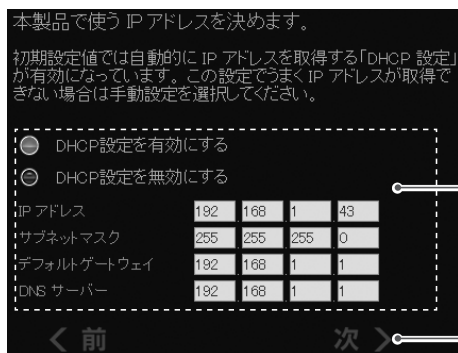 本製品で使う IP アドレスを決めます。
初期設定値では自動的に IP アドレスを取得する「DHCP 設定」
が有効になっています。この設定でうまく IP アドレスが取得で
きない場合は手動設定を選択してください。
DHCP設定を有効にする
DHCP設定を無効にする
IP アドレス 192 168 1 43
サブネットマスク 255 255 255 0
デフォルトゲートウェイ 192 168 1 1
DNS サーバー 192 168 1 1
前 次